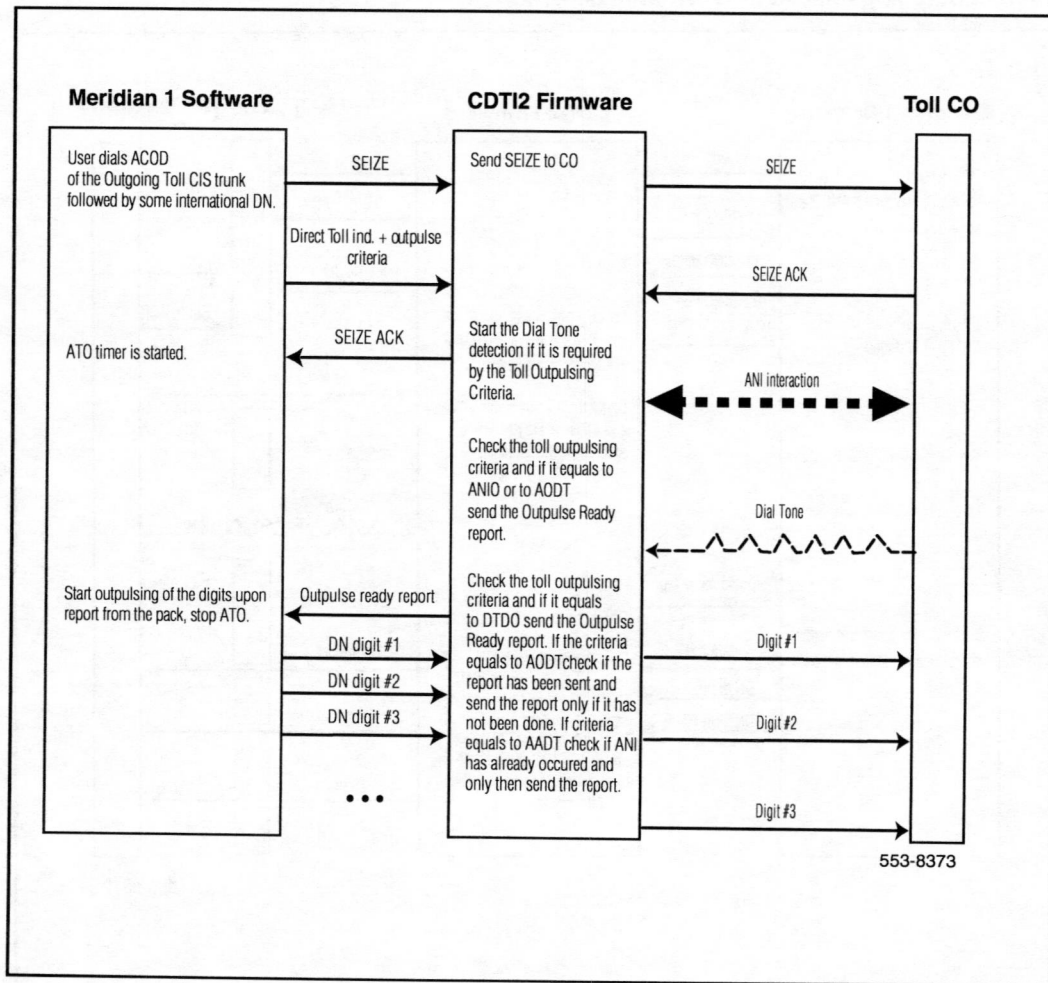 Meridian 1 Software
CDTI2 Firmware
Toll CO
User dials ACOD
of the Outgoing Toll CIS trunk
followed by some international DN.
SEIZE
Send SEIZE to CO
SEIZE
Direct Toll ind. + outpulse
criteria
SEIZE ACK
SEIZE ACK
ATO timer is started.
Start the Dial Tone
detection if it is required
by the Toll Outpulsing
Criteria.
ANI interaction
Check the toll outpulsing
criteria and if it equals to
ANIO or to AODT
send the Outpulse Ready
report.
Dial Tone
Start outpulsing of the digits upon
report from the pack, stop ATO.
Outpulse ready report
DN digit #1
DN digit #2
DN digit #3
Check the toll outpulsing
criteria and if it equals
to DTDO send the Outpulse
Ready report. If the criteria
equals to AODTcheck if the
report has been sent and
send the report only if it has
not been done. If criteria
equals to AADT check if ANI
has already occured and
only then send the report.
Digit #1
Digit #2
Digit #3
• • •
553-8373